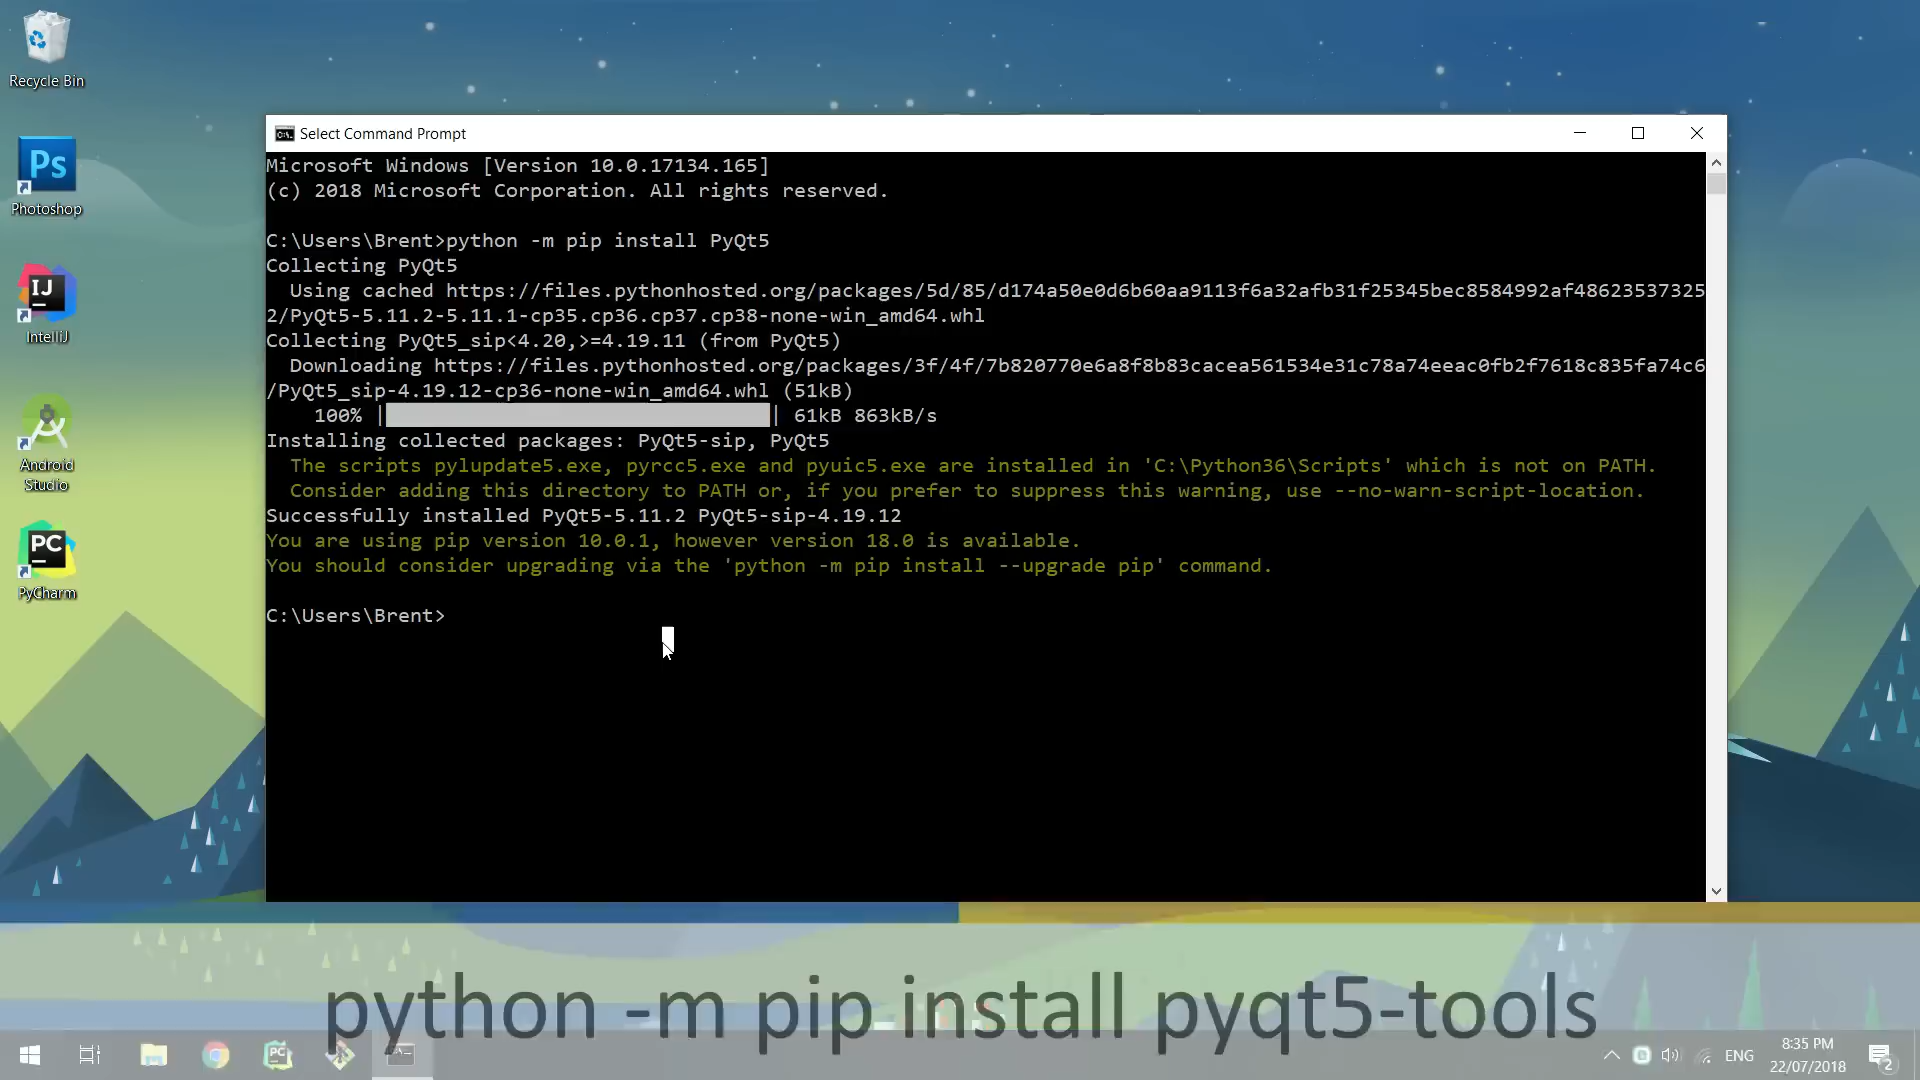 Recycle Bin
Ps
Photoshop
IJ
IntelliJ
Android
Studio
PC
PyCharm
C:\.
Select Command Prompt
Microsoft Windows [Version 10.0.17134.165]
(c) 2018 Microsoft Corporation. All rights reserved.
C:\Users\Brent>python -m pip install PyQt5
Collecting PyQt5
Using cached https://files.pythonhosted.org/packages/5d/85/d174a50e0d6b60aa9113f6a32afb31f25345bec8584992af48623537325
2/PyQt5-5.11.2-5.11.1-cp35.cp36.cp37.cp38-none-win_amd64.whl
Collecting PyQt5_sip<4.20,>=4.19.11 (from PyQt5)
Downloading https://files.pythonhosted.org/packages/3f/4f/7b820770e6a8f8b83cacea561534e31c78a74eeac0fb2f7618c835fa74c6
/PyQt5_sip-4.19.12-cp36-none-win_amd64.whl (51kB)
100% | | 61kB 863kB/s
Installing collected packages: PyQt5-sip, PyQt5
The scripts pylupdate5.exe, pyrcc5.exe and pyuic5.exe are installed in 'C:\Python36\Scripts' which is not on PATH.
Consider adding this directory to PATH or, if you prefer to suppress this warning, use --no-warn-script-location.
Successfully installed PyQt5-5.11.2 PyQt5-sip-4.19.12
You are using pip version 10.0.1, however version 18.0 is available.
You should consider upgrading via the 'python -m pip install --upgrade pip' command.
C:\Users\Brent>
python -m pip install pyqt5-tools
PC
ENG
8:35 PM
22/07/2018
2